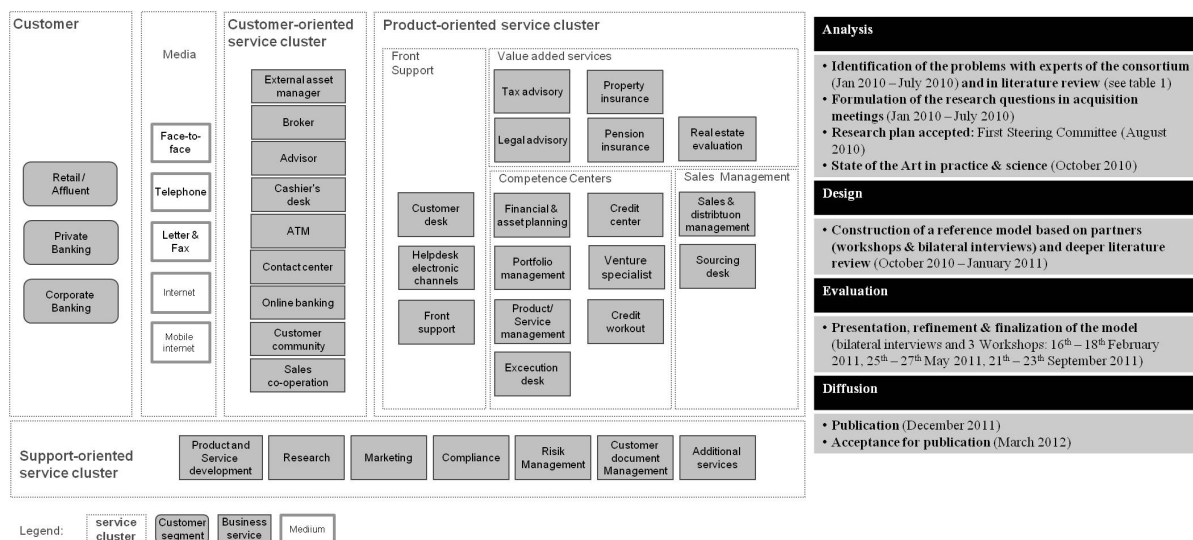 Customer
Retail /
Affluent
Private
Banking
Corporate
Banking
Media
Face-to-
face
Telephone
Letter &
Fax
Internet
Mobile
internet
Customer-oriented
service cluster
External asset
manager
Broker
Advisor
Cashier's
desk
ATM
Contact center
Online banking
Customer
community
Sales
co-operation
Product-oriented service cluster
Front
Support
Customer
desk
Helpdesk
electronic
channels
Front
support
Value added services
Tax advisory
Property
insurance
Legal advisory
Pension
insurance
Real estate
evaluation
Competence Centers
Financial &
asset planning
Credit
center
Portfolio
management
Venture
specialist
Product/
Service
management
Credit
workout
Excecution
desk
Sales Management
Sales &
distribtuon
management
Sourcing
desk
Support-oriented
service cluster
Product and
Service
development
Research
Marketing
Compliance
Risik
Management
Customer
document
Management
Additional
services
Legend:
service
cluster
Customer
segment
Business
service
Mediium
Analysis
• Identification of the problems with experts of the consortium
(Jan 2010 – July 2010) and in literature review (see table 1)
• Formulation of the research questions in acquisition
meetings (Jan 2010 – July 2010)
• Research plan accepted: First Steering Committee (August
2010)
• State of the Art in practice & science (October 2010)
Design
• Construction of a reference model based on partners
(workshops & bilateral interviews) and deeper literature
review (October 2010 – January 2011)
Evaluation
• Presentation, refinement & finalization of the model
(bilateral interviews and 3 Workshops: 16th – 18th February
2011, 25th – 27th May 2011, 21th – 23th September 2011)
Diffusion
• Publication (December 2011)
• Acceptance for publication (March 2012)